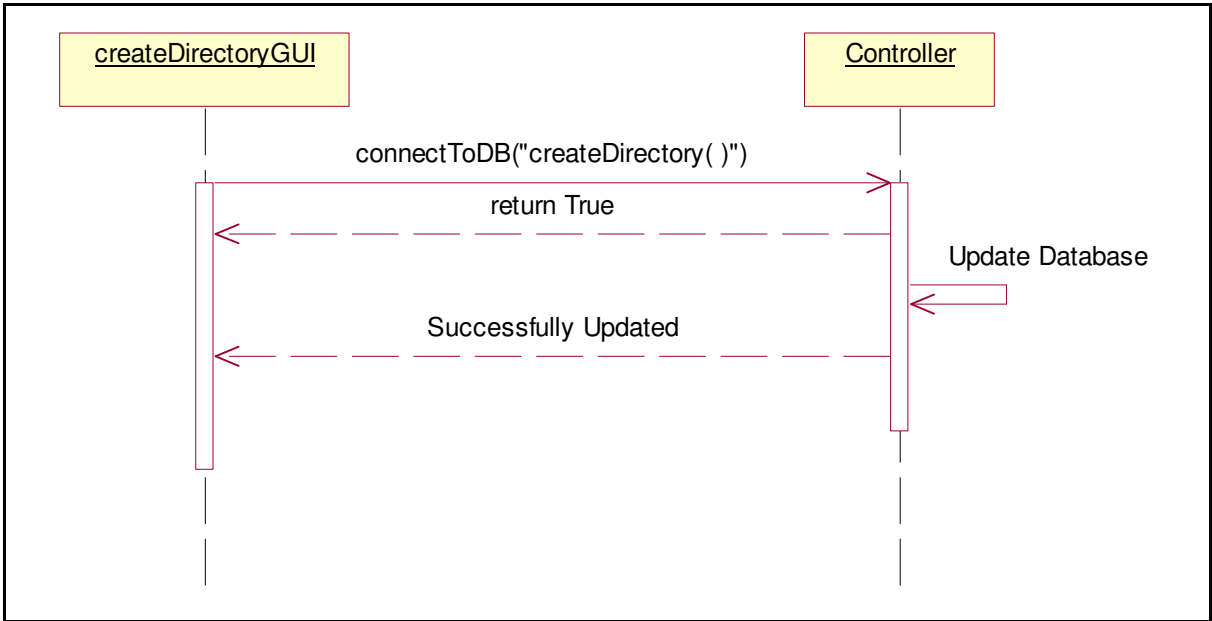 createDirectoryGUI
Controller
connectToDB("createDirectory( )")
return True
Update Database
Successfully Updated